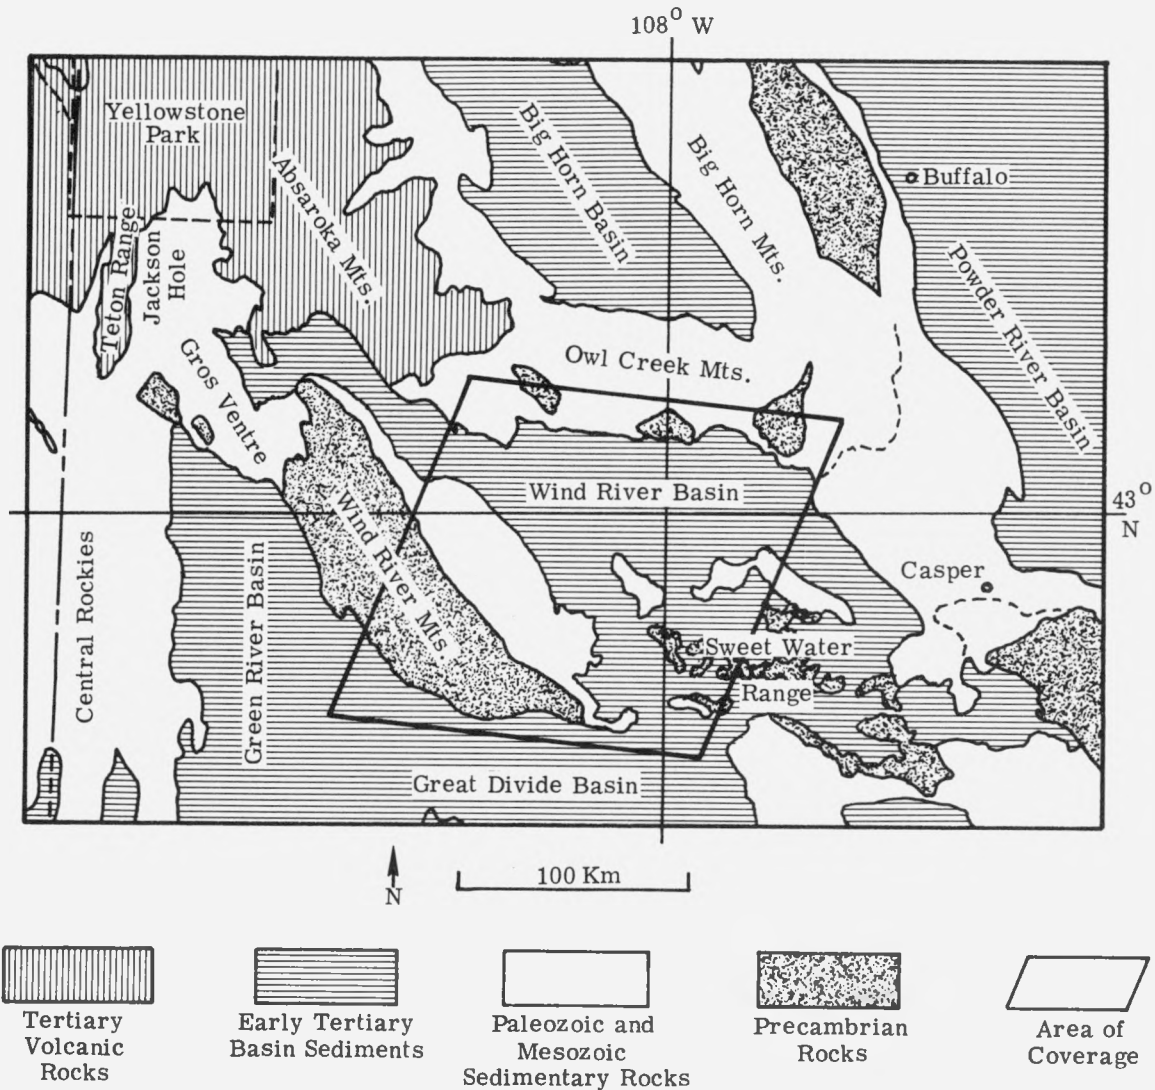 108° W
Yellowstone
Park
Absaroka Mts.
Big Horn Basin
Big Horn Mts.
Buffalo
Powder River Basin
Teton Range
Jackson
Hole
Gros Ventre
Owl Creek Mts.
Wind River Basin
43°
N
Wind River Mts.
Central Rockies
Green River Basin
Casper
Sweet Water
Range
Great Divide Basin
N
100 Km
Tertiary
Volcanic
Rocks
Early Tertiary
Basin Sediments
Paleozoic and
Mesozoic
Sedimentary Rocks
Precambrian
Rocks
Area of
Coverage